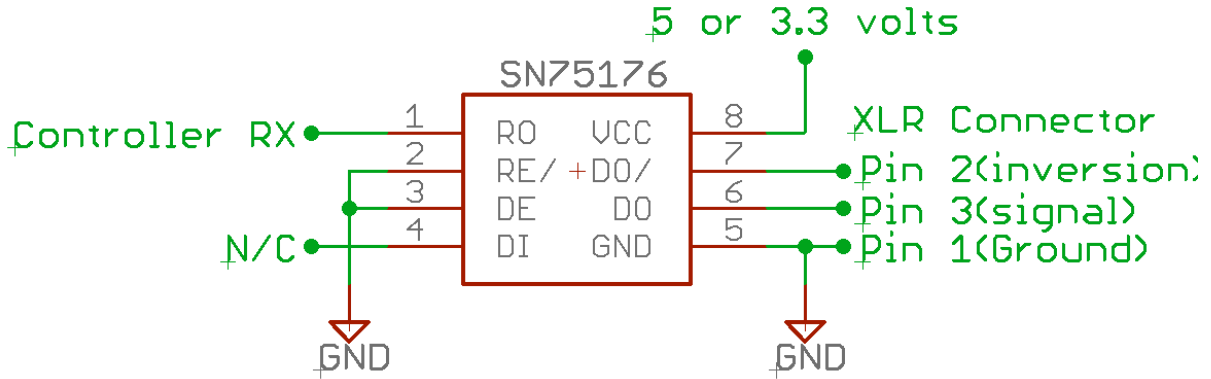 5 or 3.3 volts
SN75176
Controller RX
1
RO
VCC
8
XLR Connector
2
RE/
DO/
7
Pin 2(inversion)
3
DE
DO
6
Pin 3(signal)
N/C
4
DI
GND
5
Pin 1(Ground)
GND
GND